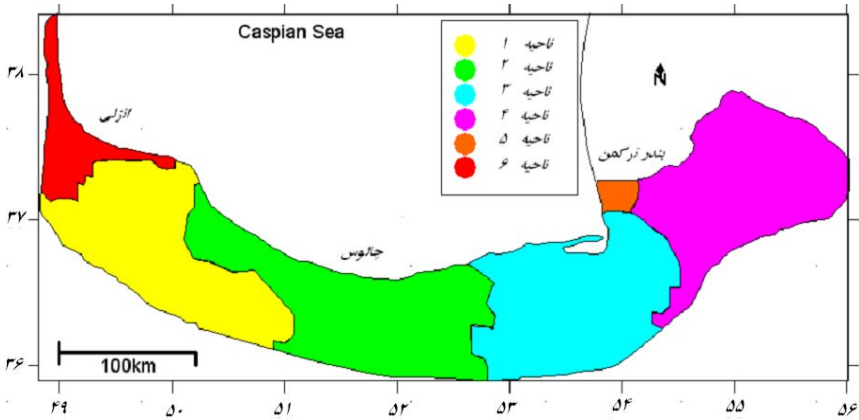 Caspian Sea
ناحیه ۱
ناحیه ۲
ناحیه ۳
ناحیه ۴
ناحیه ۵
ناحیه ۶
N
انزلی
بندر ترکمن
چالوس
۳۸
۳۷
۳۶
100km
۴۹ ۵۰ ۵۱ ۵۲ ۵۳ ۵۴ ۵۵ ۵۶